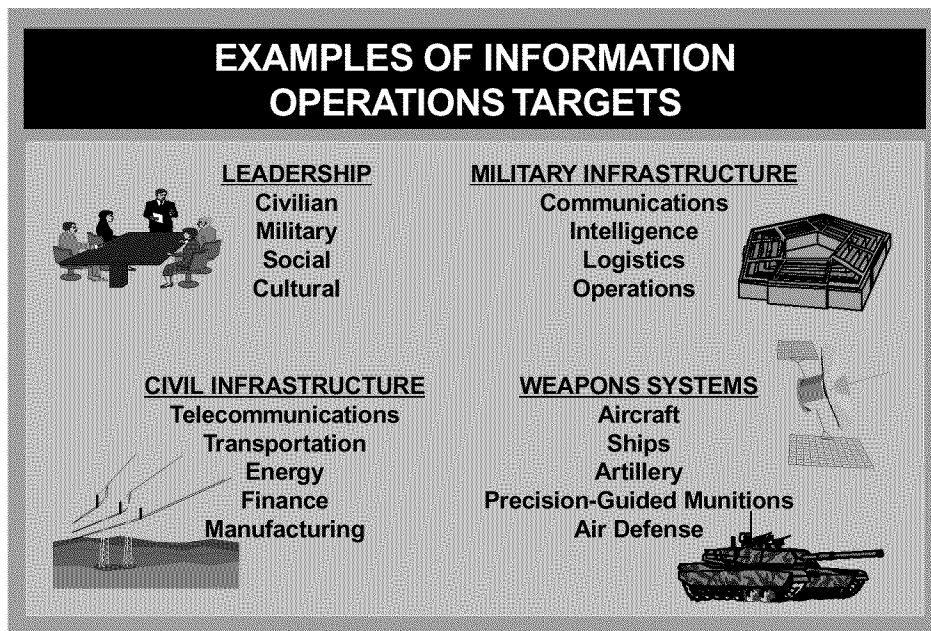 EXAMPLES OF INFORMATION
OPERATIONS TARGETS
LEADERSHIP
Civilian
Military
Social
Cultural
MILITARY INFRASTRUCTURE
Communications
Intelligence
Logistics
Operations
CIVIL INFRASTRUCTURE
Telecommunications
Transportation
Energy
Finance
Manufacturing
WEAPONS SYSTEMS
Aircraft
Ships
Artillery
Precision-Guided Munitions
Air Defense